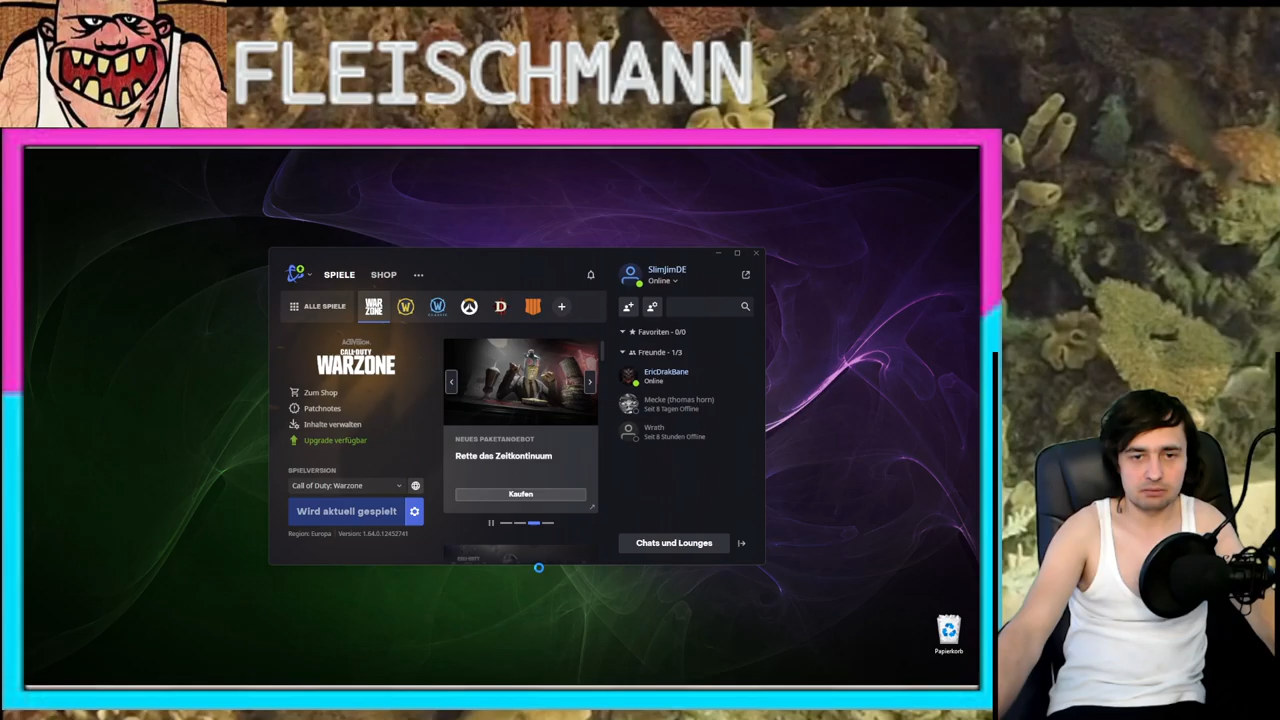 FLEISCHMANN
SPIELE
SHOP
SlimJimDE
Online
ALLE SPIELE
WAR
ZONE
CLASSIC
Favoriten - 0/0
Freunde - 1/3
ACTIVISION
CALL OF DUTY
WARZONE
EricDrakBane
Online
Zum Shop
Mecke (thomas horn)
Seit 8 Tagen Offline
Patchnotes
Inhalte verwalten
Wrath
Seit 8 Stunden Offline
Upgrade verfügbar
NEUES PAKETANGEBOT
Rette das Zeitkontinuum
SPIELVERSION
Call of Duty: Warzone
Kaufen
Wird aktuell gespielt
Region: Europa
Version: 1.64.0.12452741
Chats und Lounges
Papierkorb